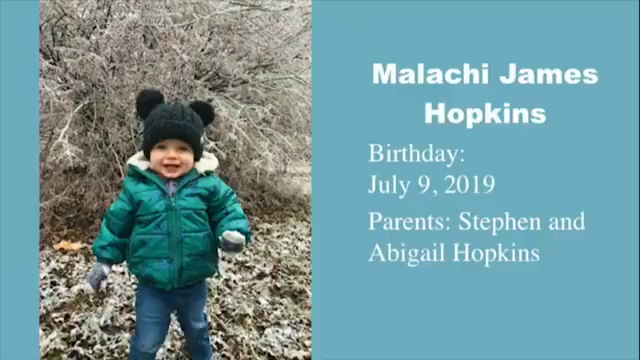 Malachi James
Hopkins
Birthday:
July 9, 2019
Parents: Stephen and
Abigail Hopkins